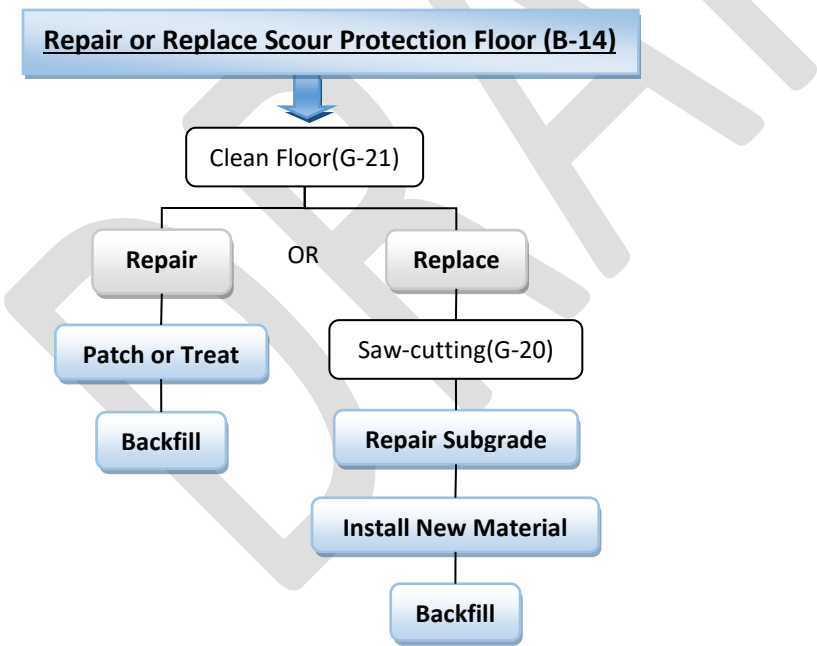 Repair or Replace Scour Protection Floor (B-14)
Clean Floor(G-21)
Repair
OR
Replace
Patch or Treat
Saw-cutting(G-20)
Backfill
Repair Subgrade
Install New Material
Backfill